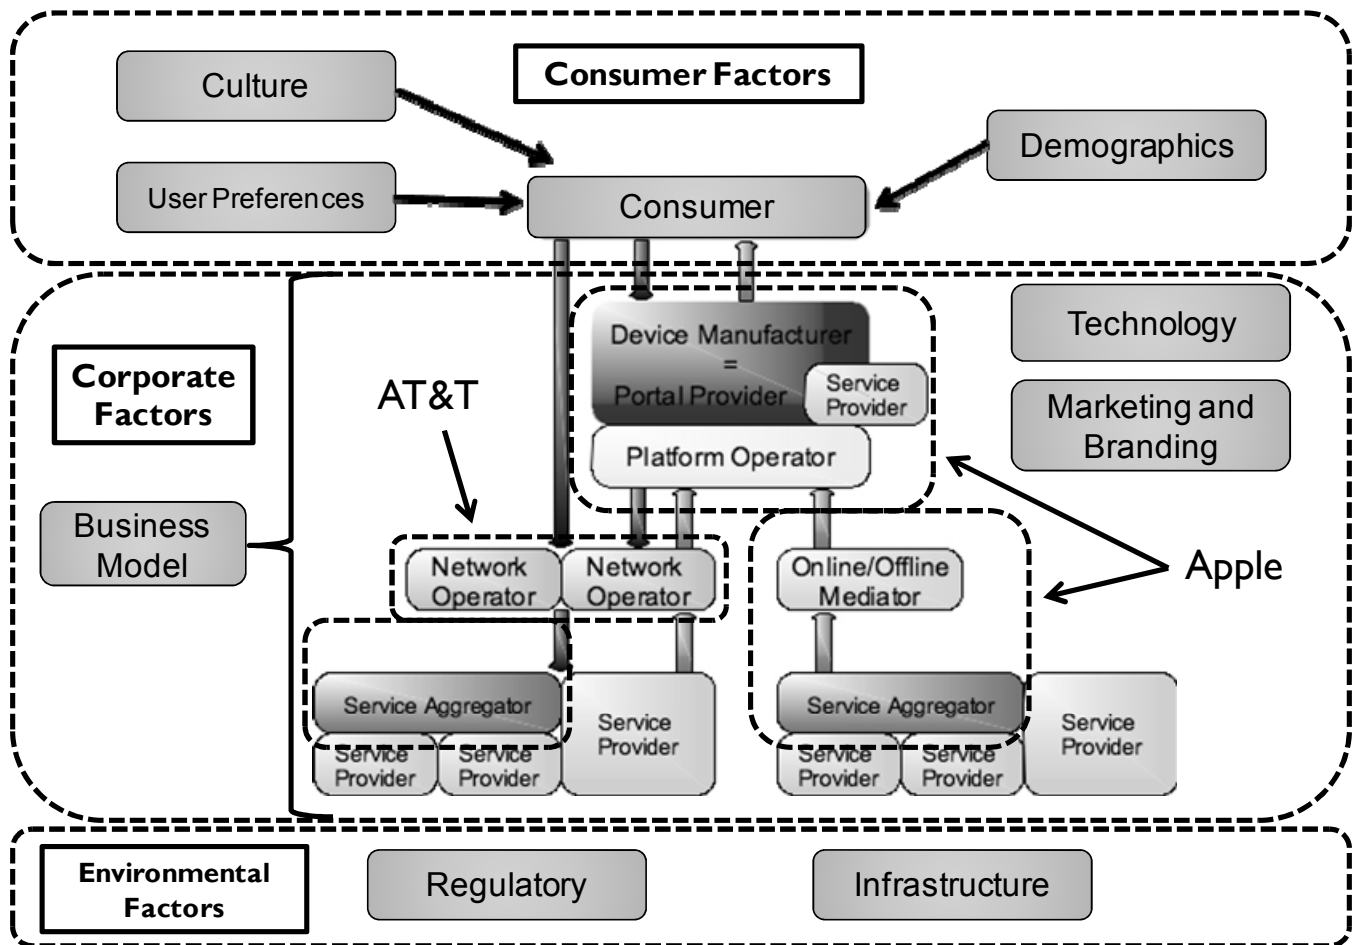 Consumer Factors
Culture
Demographics
User Preferences
Consumer
Technology
Device Manufacturer
=
Portal Provider
Service
Provider
Corporate
Factors
AT&T
Marketing and
Branding
Platform Operator
Business
Model
Network
Operator
Network
Operator
Online/Offline
Mediator
Apple
Service Aggregator
Service
Provider
Service Aggregator
Service
Provider
Service
Provider
Service
Provider
Service
Provider
Service
Provider
Environmental
Factors
Regulatory
Infrastructure